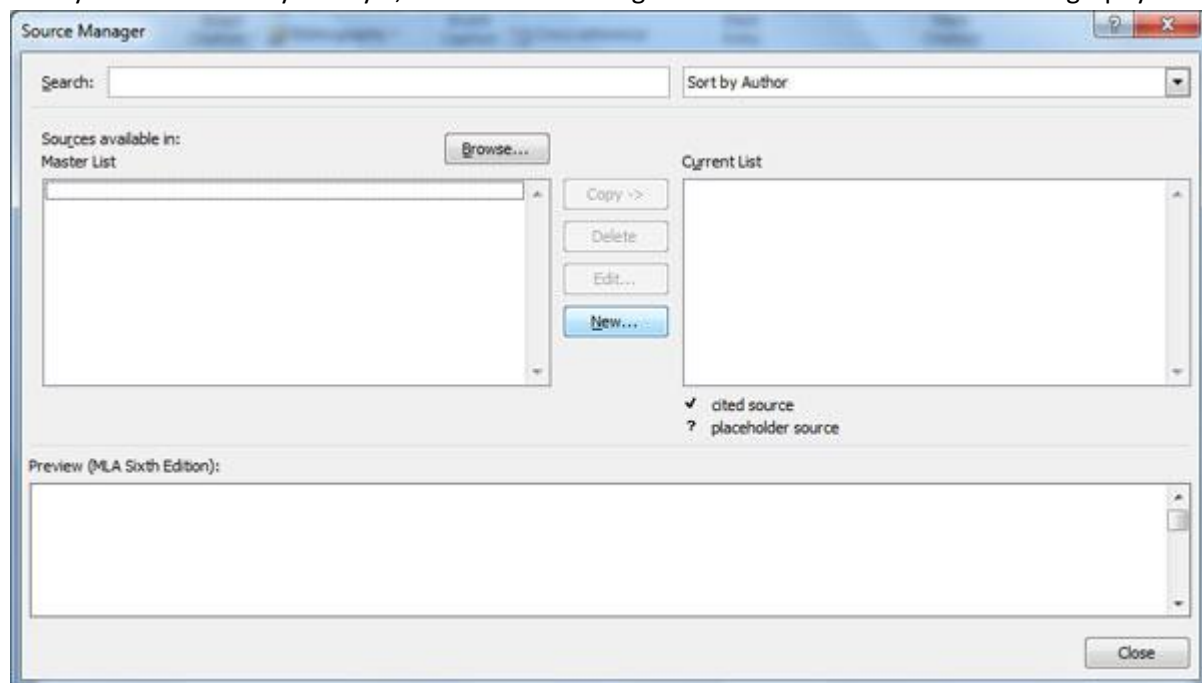 Source Manager
Search:
Sort by Author
Sources available in:
Master List
Browse...
Current List
Copy ->
Delete
Edit...
New...
✓ cited source
? placeholder source
Preview (MLA Sixth Edition):
Close